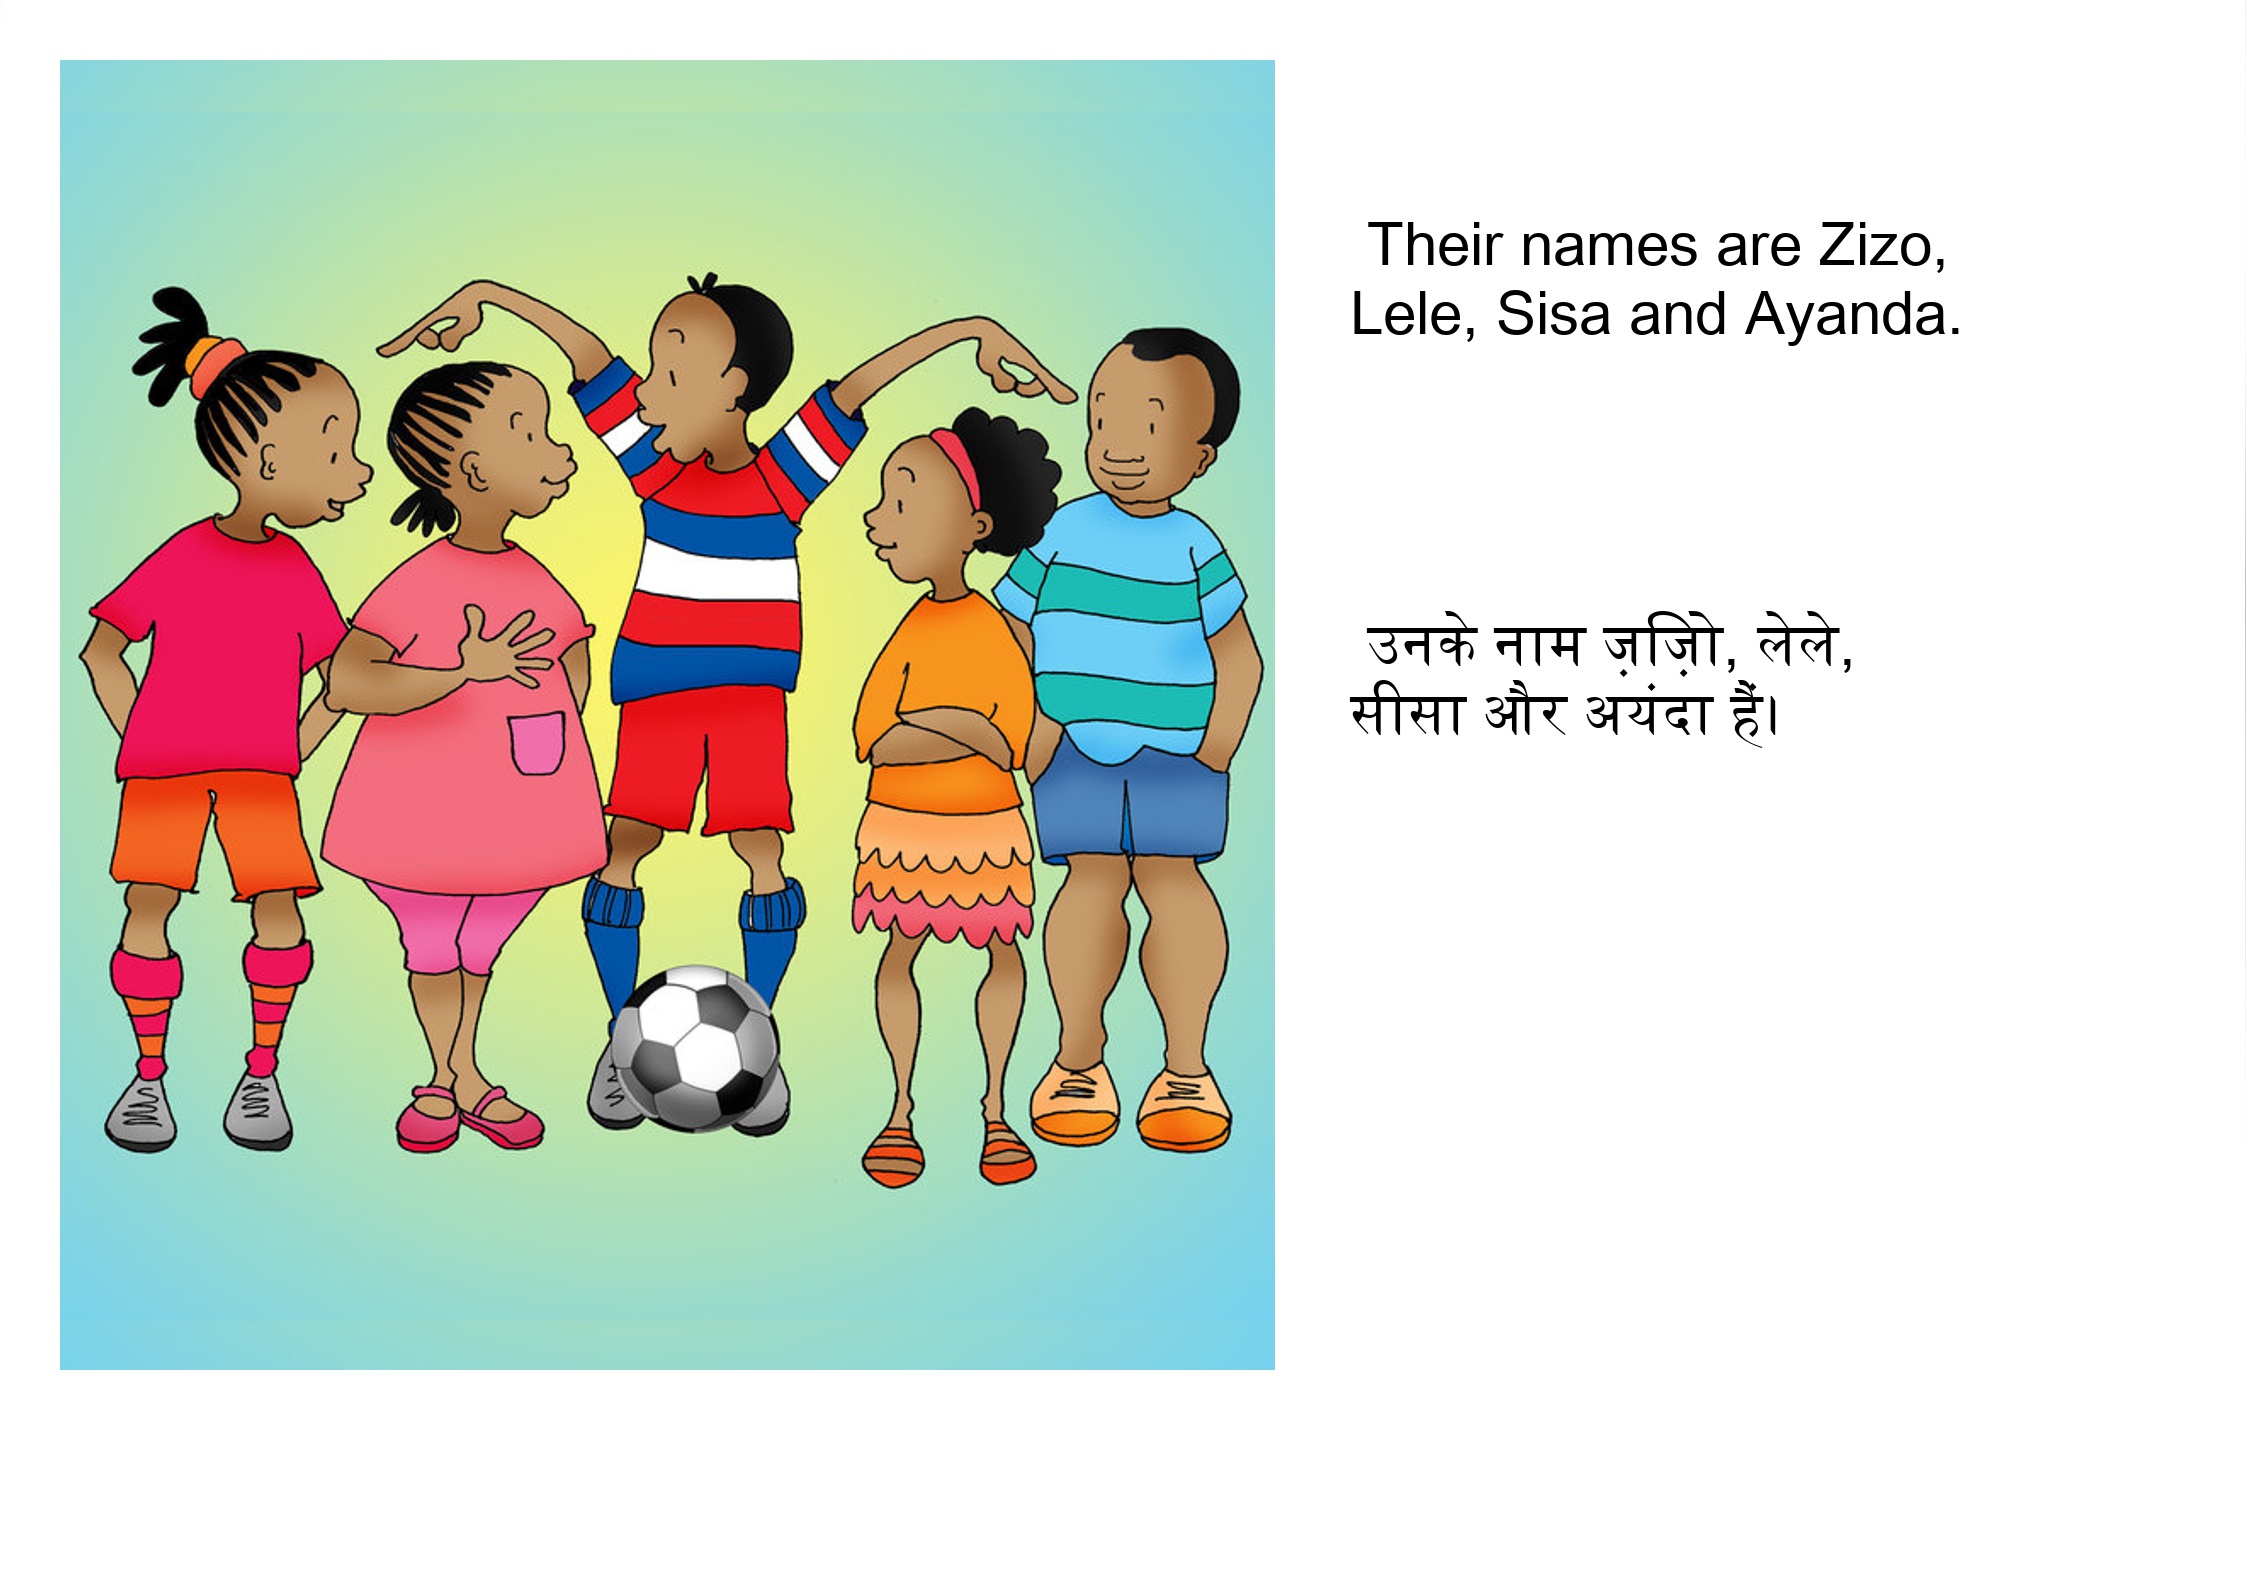 Their names are Zizo,
Lele, Sisa and Ayanda.
उनके नाम ज़िज़ो, लेले,
सीसा और अयंदा हैं।